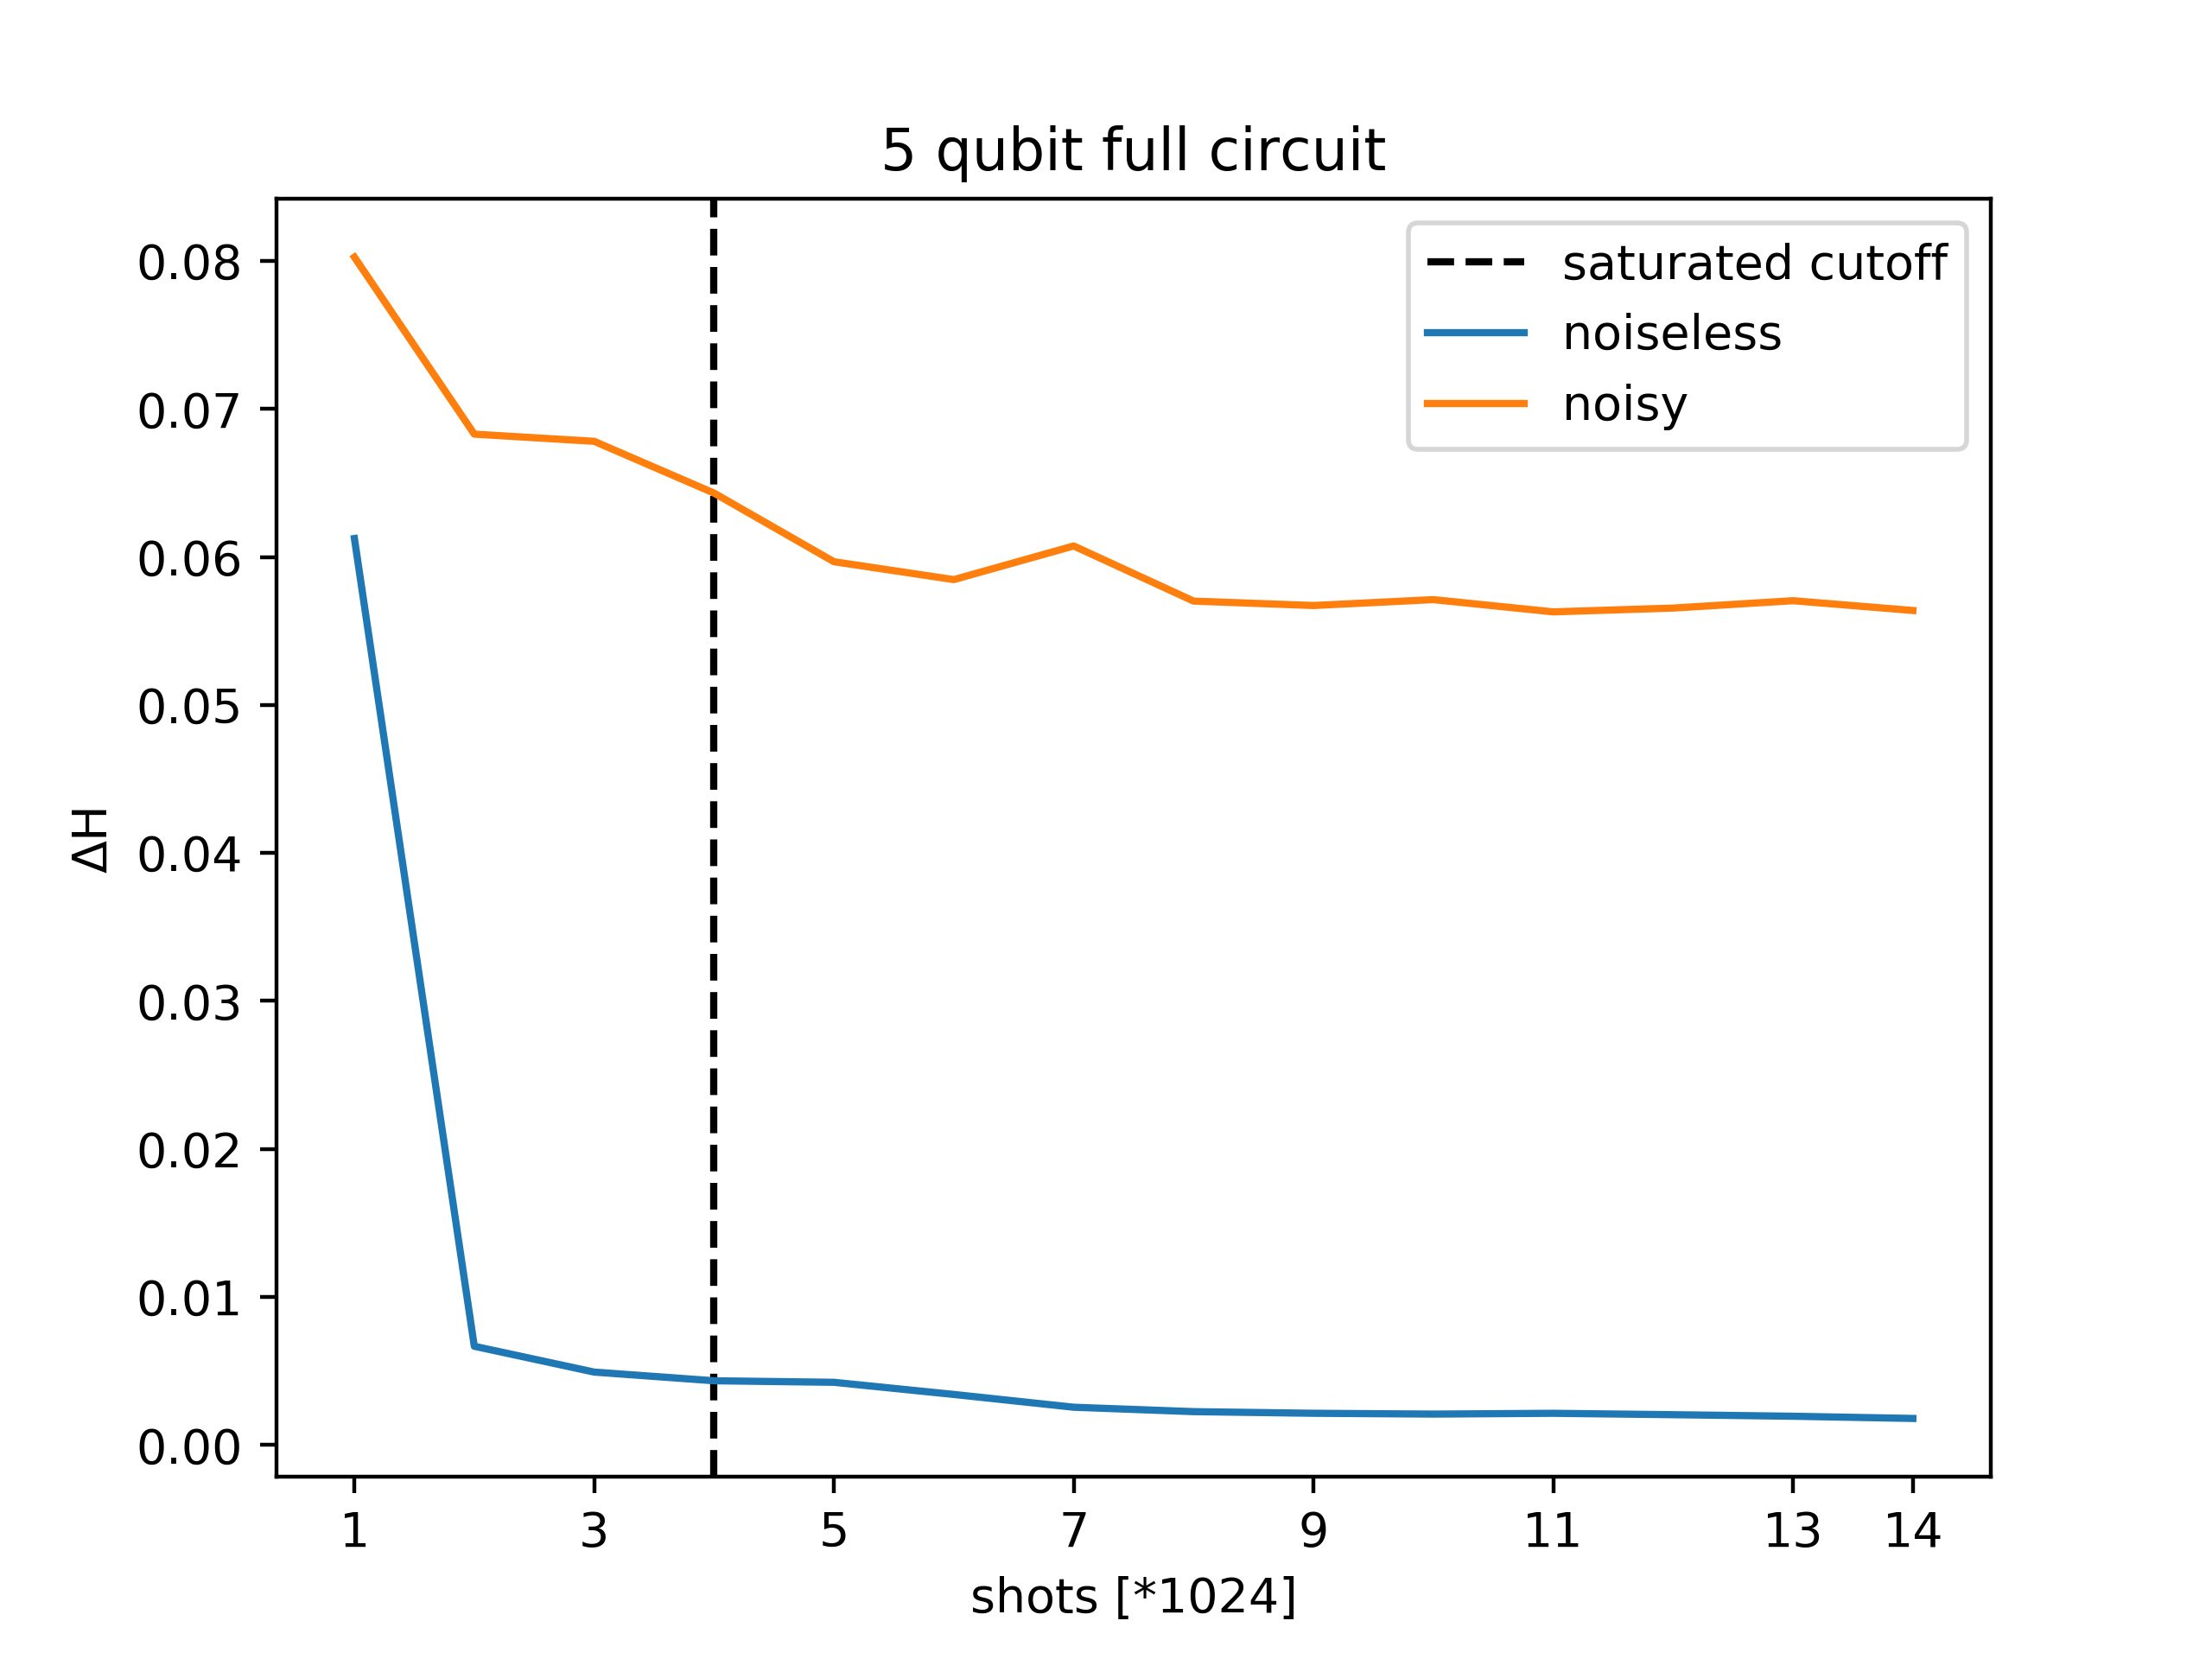 5 qubit full circuit
saturated cutoff
noiseless
noisy
0.08
0.07
0.06
0.05
0.04
0.03
0.02
0.01
0.00
ΔH
1 3 5 7 9 11 13 14
shots [*1024]